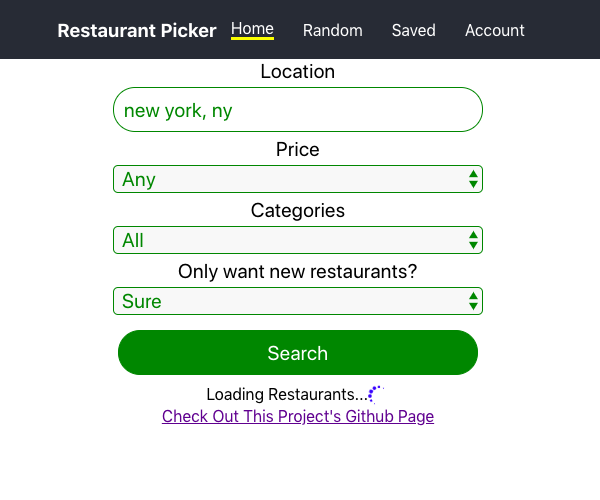 Restaurant Picker Home Random Saved Account
Location
new york, ny
Price
Any
Categories
All
Only want new restaurants?
Sure
Search
Loading Restaurants...
Check Out This Project's Github Page